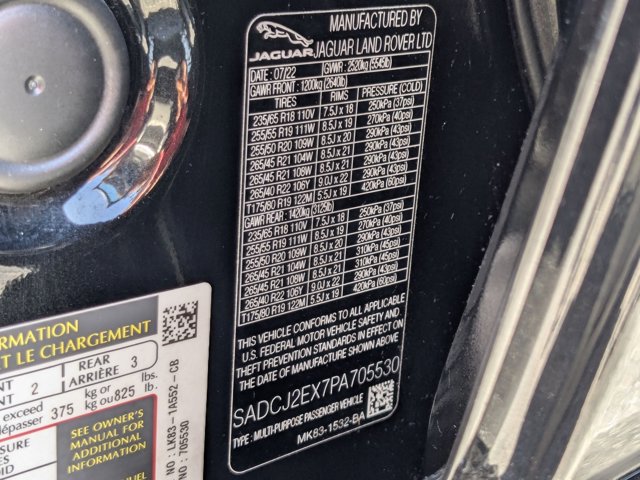 JAGUAR
MANUFACTURED BY
JAGUAR LAND ROVER LTD
DATE: 07/22 GVWR: 2520kg (5545lb)
GAWR FRONT: 1200kg (2640lb)
TIRES RIMS PRESSURE (COLD)
235/65 R18 110V 7.5J x 18 250kPa (37psi)
255/55 R19 111W 8.5J x 19 270kPa (40psi)
255/50 R20 109W 8.5J x 20 290kPa (43psi)
265/45 R21 104W 8.5J x 21 290kPa (43psi)
265/45 R21 108W 8.5J x 21 290kPa (43psi)
265/40 R22 106Y 9.0J x 22 290kPa (43psi)
T175/80 R19 122M 5.5J x 19 420kPa (60psi)
GAWR REAR: 1420kg (3125lb)
235/65 R18 110V 7.5J x 18 250kPa (37psi)
255/55 R19 111W 8.5J x 19 270kPa (40psi)
255/50 R20 109W 8.5J x 20 290kPa (43psi)
265/45 R21 104W 8.5J x 21 310kPa (45psi)
265/45 R21 108W 8.5J x 21 310kPa (45psi)
265/40 R22 106Y 9.0J x 22 290kPa (43psi)
T175/80 R19 122M 5.5J x 19 420kPa (60psi)
THIS VEHICLE CONFORMS TO ALL APPLICABLE
U.S. FEDERAL MOTOR VEHICLE SAFETY AND
THEFT PREVENTION STANDARDS IN EFFECT ON
THE DATE OF MANUFACTURE SHOWN ABOVE.
SADCJ2EX7PA705530
TYPE: MULTI-PURPOSE PASSENGER VEHICLE
MK83-1532-BA
ORMATION
ET LE CHARGEMENT
NT 2 REAR ARRIÈRE 3
exceed
dépasser 375 kg or kg ou 825 lbs. lb.
SURE
S
ID
SEE OWNER'S
MANUAL FOR
ADDITIONAL
INFORMATION
NO: LK83-1A552-CB
NO: 705530